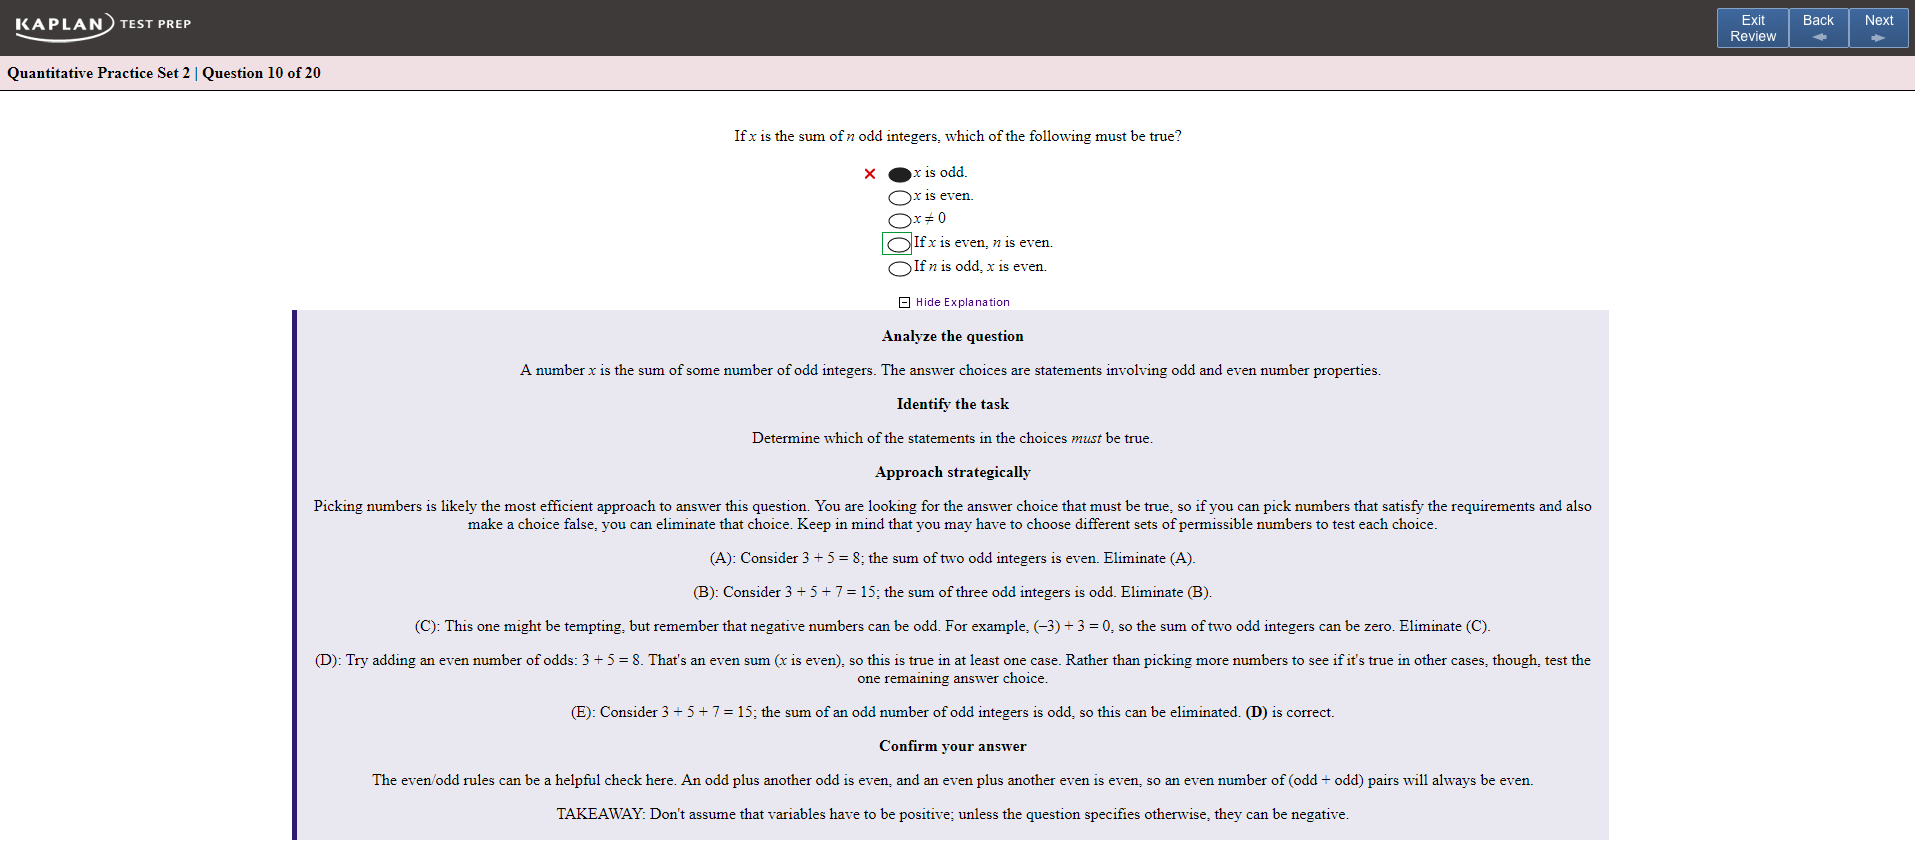 KAPLAN TEST PREP
Exit Review
Back
Next
Quantitative Practice Set 2 | Question 10 of 20
If x is the sum of n odd integers, which of the following must be true?
x is odd.
x is even.
x ≠ 0
If x is even, n is even.
If n is odd, x is even.
Hide Explanation
Analyze the question
A number x is the sum of some number of odd integers. The answer choices are statements involving odd and even number properties.
Identify the task
Determine which of the statements in the choices must be true.
Approach strategically
Picking numbers is likely the most efficient approach to answer this question. You are looking for the answer choice that must be true, so if you can pick numbers that satisfy the requirements and also
make a choice false, you can eliminate that choice. Keep in mind that you may have to choose different sets of permissible numbers to test each choice.
(A): Consider 3 + 5 = 8; the sum of two odd integers is even. Eliminate (A).
(B): Consider 3 + 5 + 7 = 15; the sum of three odd integers is odd. Eliminate (B).
(C): This one might be tempting, but remember that negative numbers can be odd. For example, (–3) + 3 = 0, so the sum of two odd integers can be zero. Eliminate (C).
(D): Try adding an even number of odds: 3 + 5 = 8. That's an even sum (x is even), so this is true in at least one case. Rather than picking more numbers to see if it's true in other cases, though, test the
one remaining answer choice.
(E): Consider 3 + 5 + 7 = 15; the sum of an odd number of odd integers is odd, so this can be eliminated. (D) is correct.
Confirm your answer
The even/odd rules can be a helpful check here. An odd plus another odd is even, and an even plus another even is even, so an even number of (odd + odd) pairs will always be even.
TAKEAWAY: Don't assume that variables have to be positive; unless the question specifies otherwise, they can be negative.